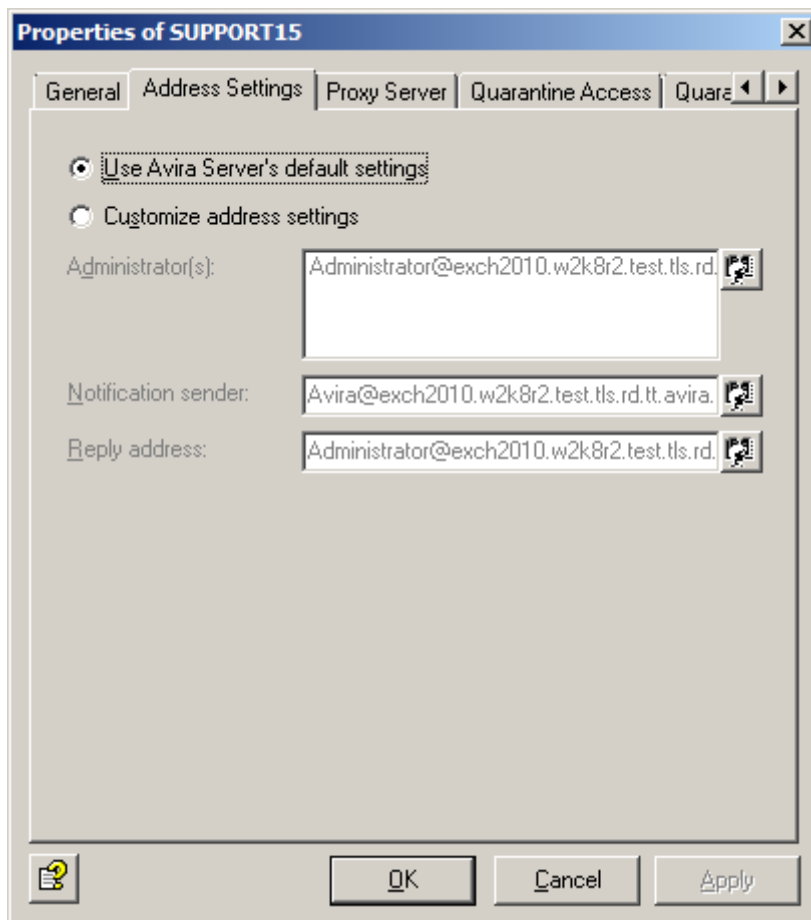 Properties of SUPPORT15
General Address Settings Proxy Server Quarantine Access Quara
Use Avira Server's default settings
Customize address settings
Administrator(s): Administrator@exch2010.w2k8r2.test.tls.rd.
Notification sender: Avira@exch2010.w2k8r2.test.tls.rd.tt.avira.
Reply address: Administrator@exch2010.w2k8r2.test.tls.rd.
OK Cancel Apply